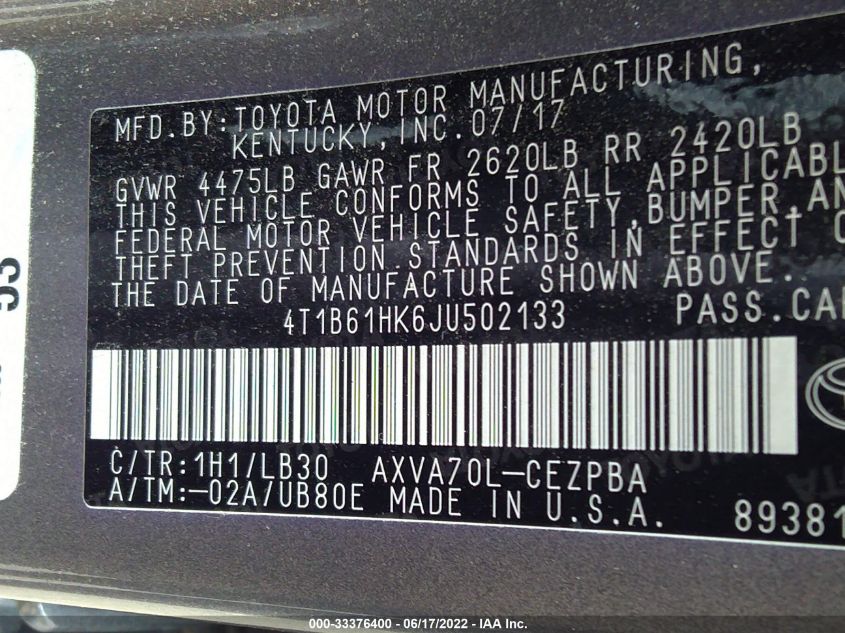 MFD.BY:TOYOTA MOTOR MANUFACTURING,
KENTUCKY,INC.07/17
GVWR 4475LB GAWR FR 2620LB RR 2420LB
THIS VEHICLE CONFORMS TO ALL APPLICABL
FEDERAL MOTOR VEHICLE SAFETY,BUMPER,AN
THEFT PREVENTION STANDARDS IN EFFECT O
THE DATE OF MANUFACTURE SHOWN ABOVE.
4T1B61HK6JU502133 PASS.CAR
C/TR:1H1/LB30 AXVA70L-CEZPBA
A/TM:-02A/UB80E MADE IN U.S.A. 89381
000-33376400 - 06/17/2022 - IAA Inc.